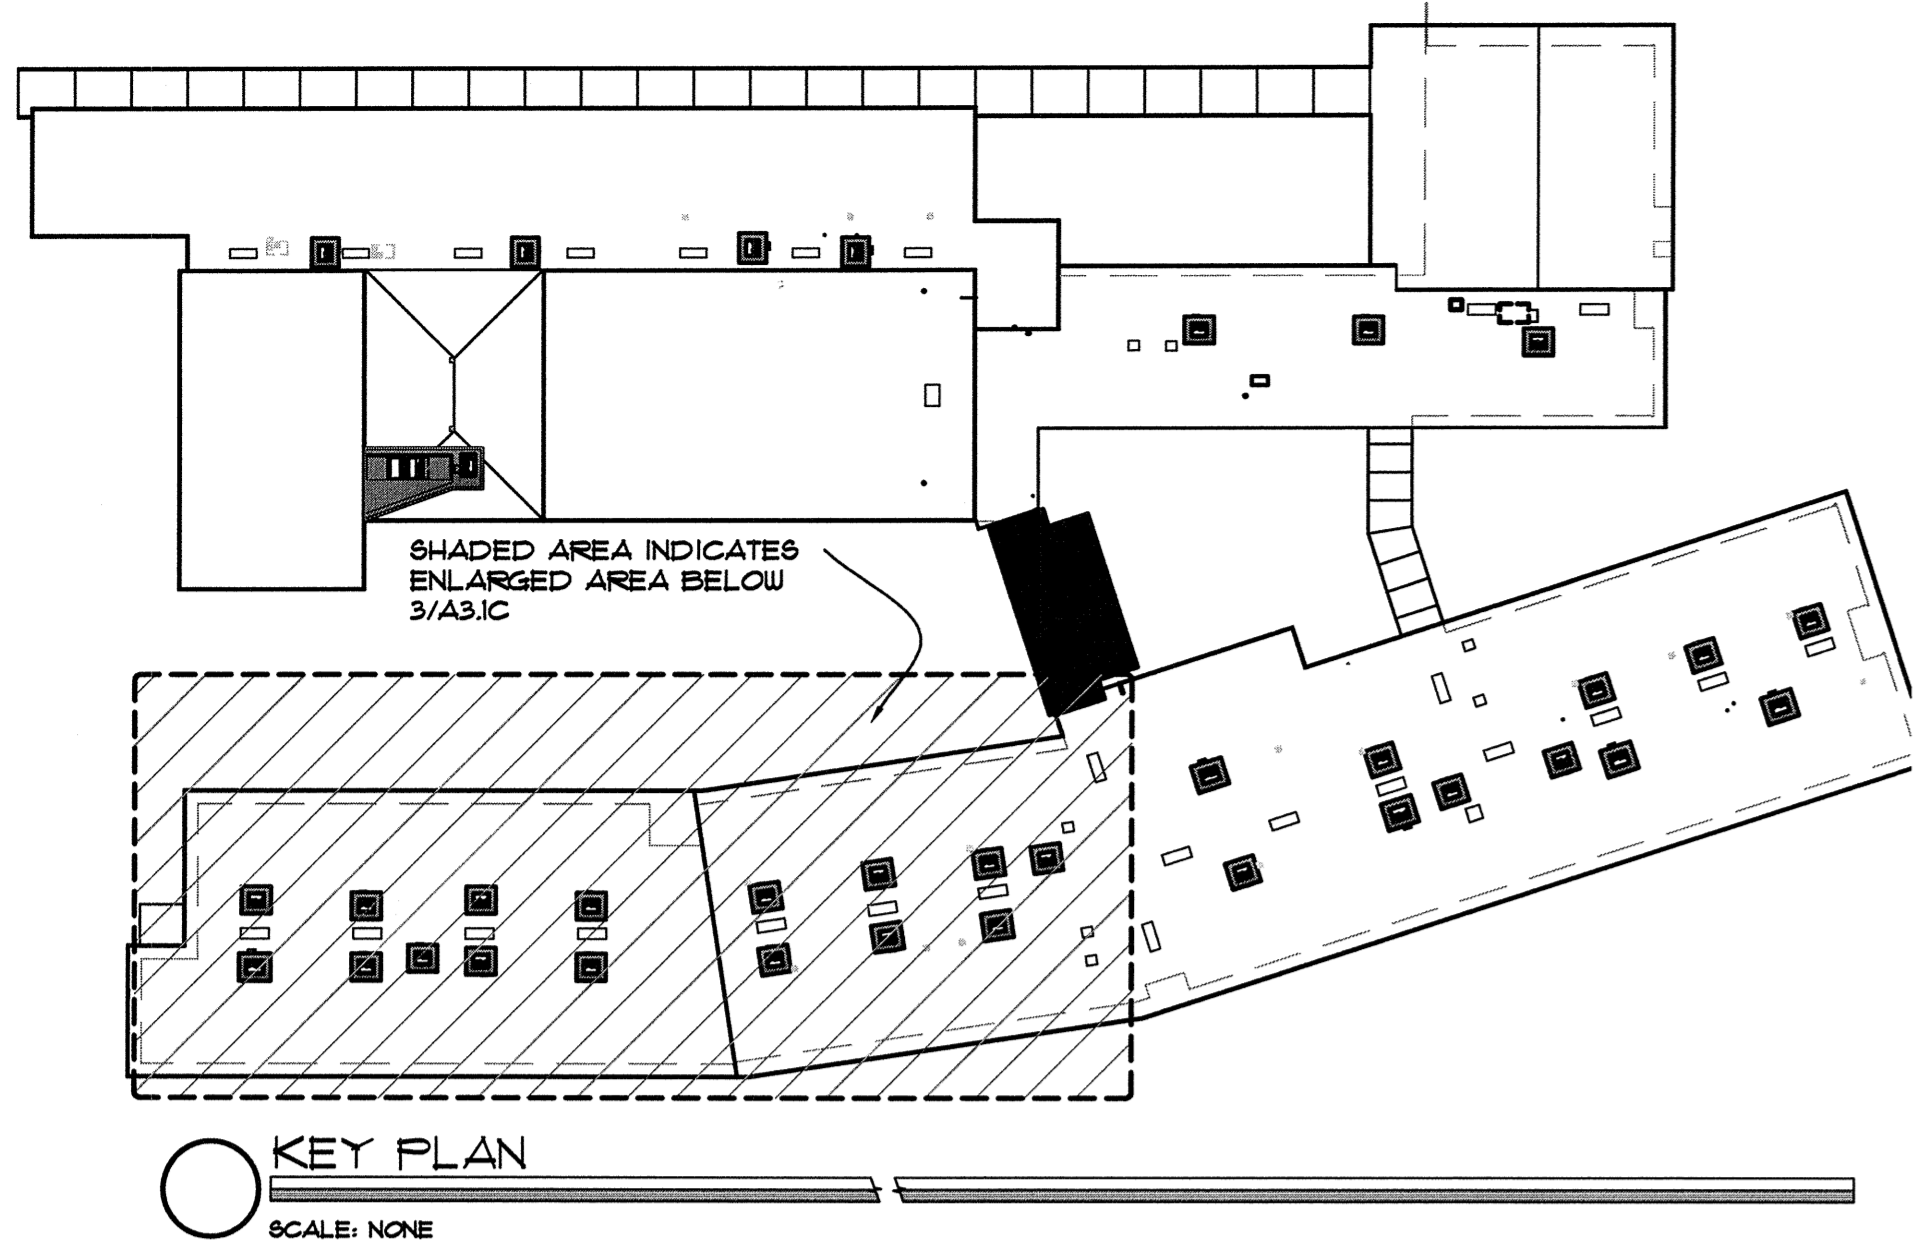 SHADED AREA INDICATES
ENLARGED AREA BELOW
3/A3.1C
KEY PLAN
SCALE: NONE